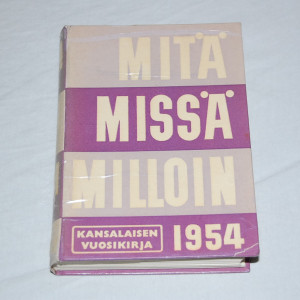 MITÄ
MISSÄ
MILLOIN
KANSALAISEN
VUOSIKIRJA
1954